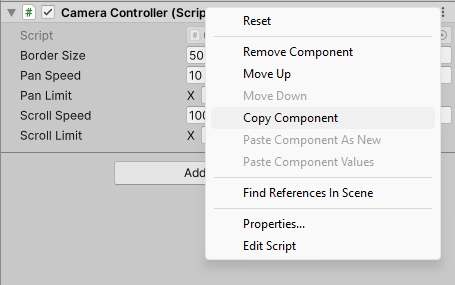 Camera Controller (Scrip
Reset
Script
Border Size 50
Remove Component
Pan Speed 10
Move Up
Pan Limit X
Move Down
Scroll Speed 100
Copy Component
Scroll Limit X
Paste Component As New
Paste Component Values
Add
Find References In Scene
Properties...
Edit Script